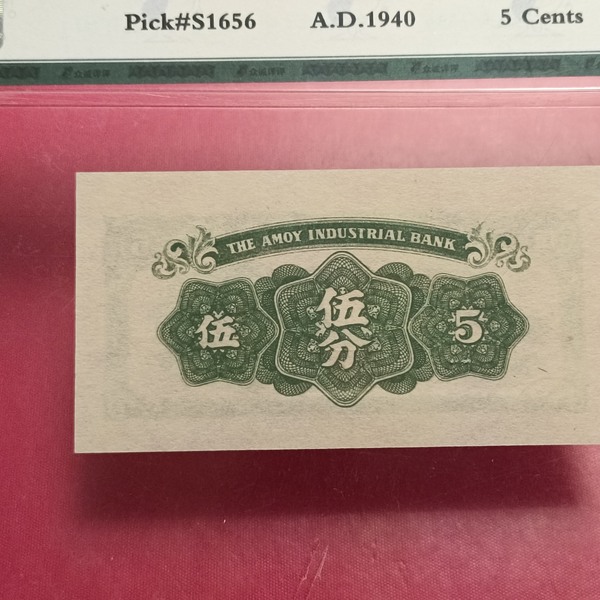 Pick#S1656 A.D.1940 5 Cents
THE AMOY INDUSTRIAL BANK
伍 伍分 5